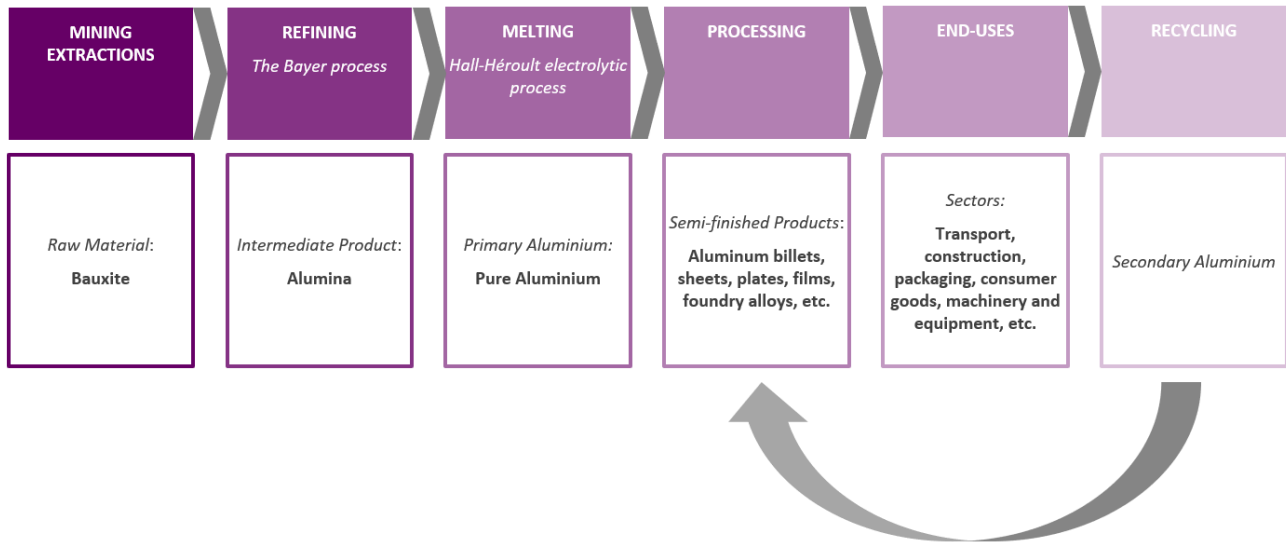 MINING
EXTRACTIONS
REFINING
The Bayer process
MELTING
Hall-Héroult electrolytic
process
PROCESSING
END-USES
RECYCLING
Raw Material:
Bauxite
Intermediate Product:
Alumina
Primary Aluminium:
Pure Aluminium
Semi-finished Products:
Aluminum billets,
sheets, plates, films,
foundry alloys, etc.
Sectors:
Transport,
construction,
packaging, consumer
goods, machinery and
equipment, etc.
Secondary Aluminium